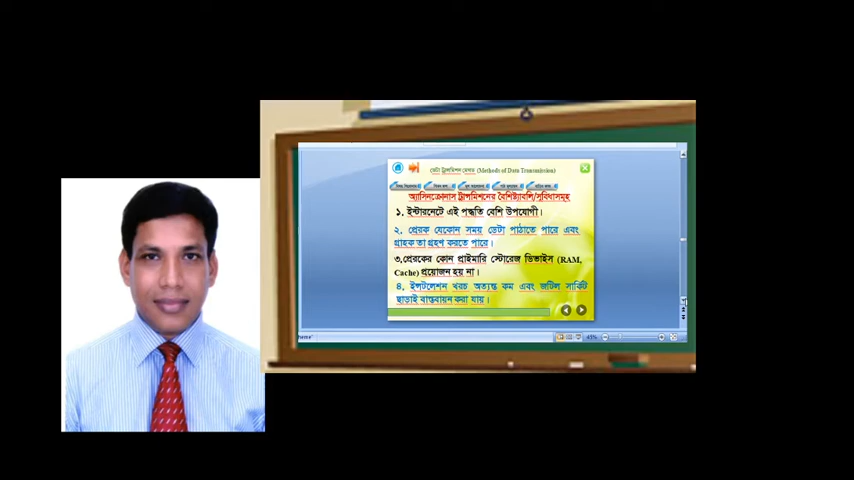 ডেটা ট্রান্সমিশন মেথড (Methods of Data Transmission)
অ্যাসিনক্রোনাস ট্রান্সমিশনের বৈশিষ্ট্যাবলি/সুবিধাসমূহ
১. ইন্টারনেটে এই পদ্ধতি বেশি উপযোগী।
২. প্রেরক যেকোন সময় ডেটা পাঠাতে পারে এবং
গ্রাহক তা গ্রহণ করতে পারে।
৩.প্রেরকের কোন প্রাইমারি স্টোরেজ ডিভাইস (RAM,
Cache) প্রয়োজন হয় না।
৪. ইন্সটলেশন খরচ অত্যন্ত কম এবং জটিল সার্কিট
ছাড়াই বাস্তবায়ন করা যায়।